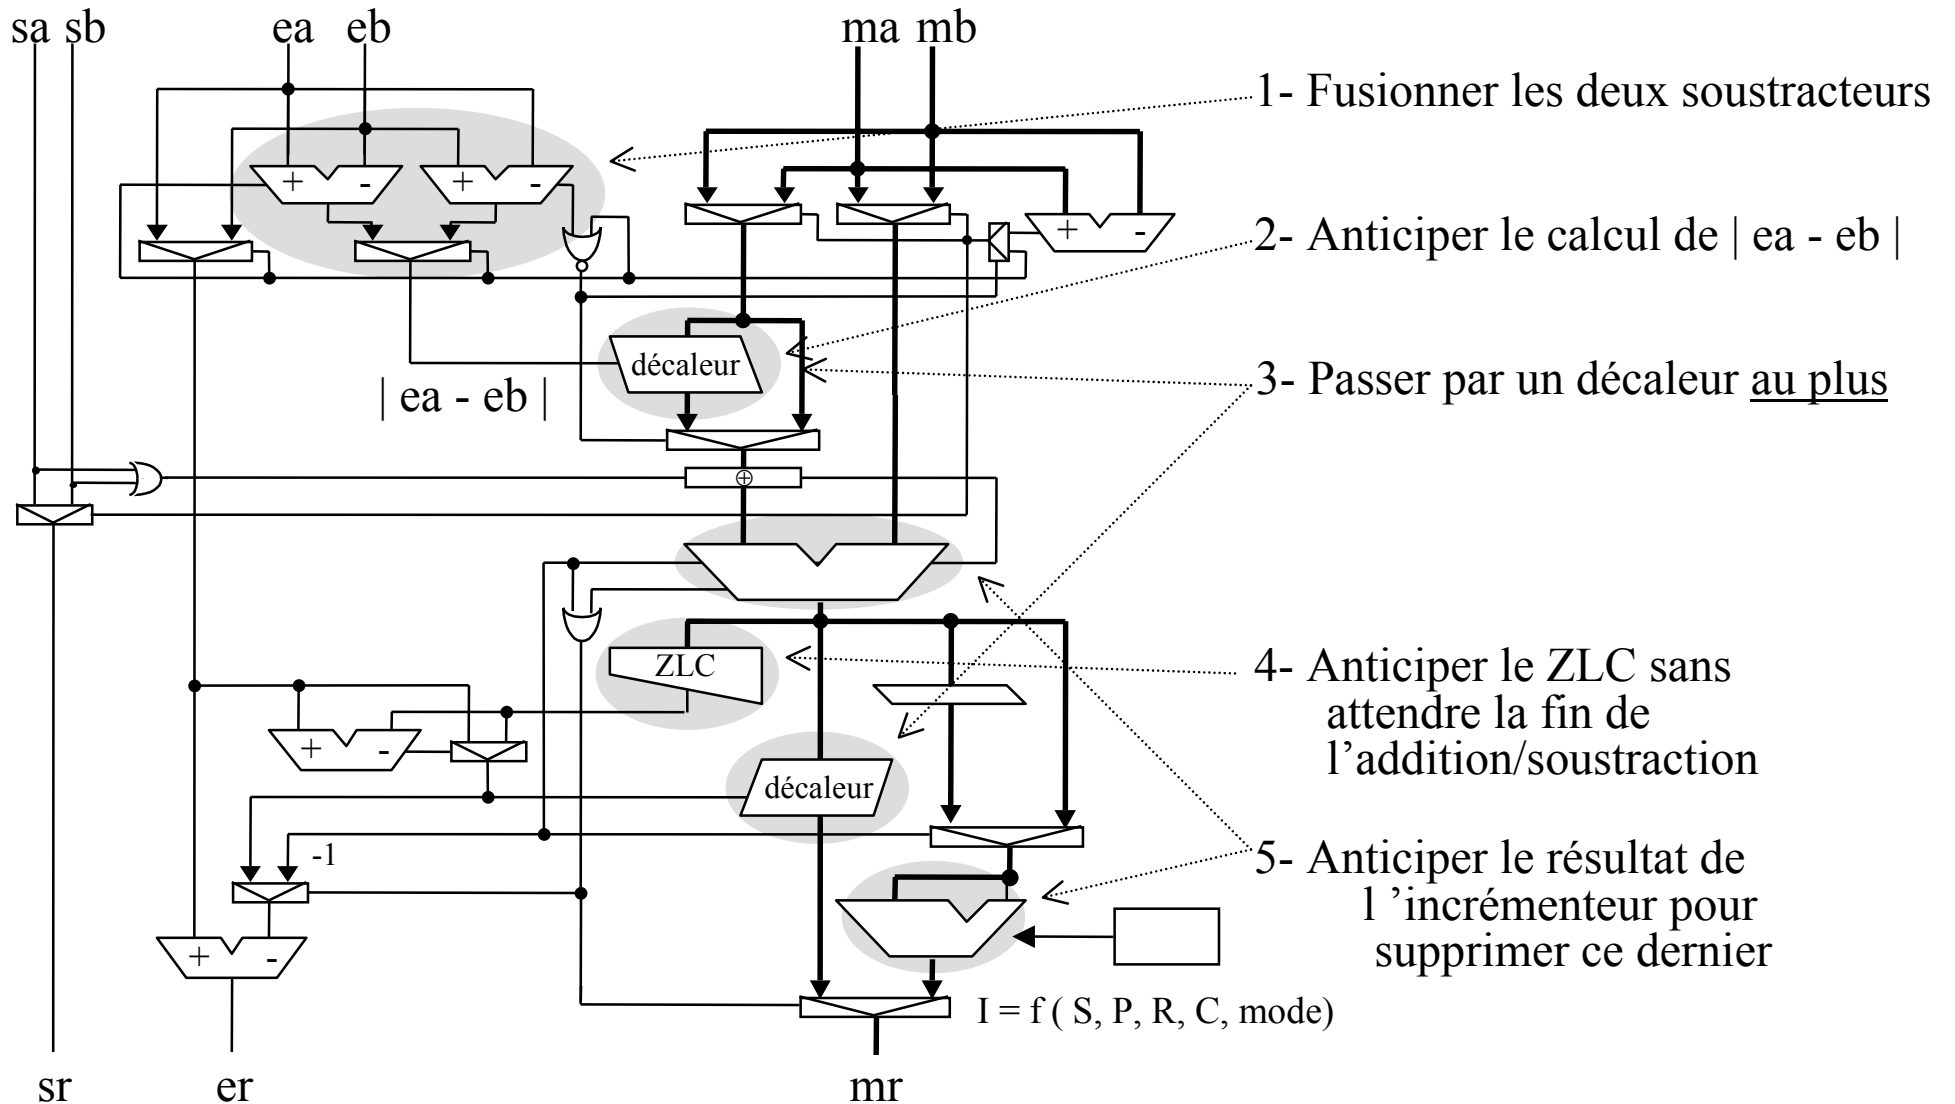 sa sb ea eb ma mb
1- Fusionner les deux soustracteurs
+ - + -
+ -
2- Anticiper le calcul de | ea - eb |
décaleur
| ea - eb |
3- Passer par un décaleur au plus
⊕
ZLC
4- Anticiper le ZLC sans
attendre la fin de
l’addition/soustraction
+ -
décaleur
-1
5- Anticiper le résultat de
l ’incrémenteur pour
supprimer ce dernier
+ -
I = f ( S, P, R, C, mode)
sr er mr